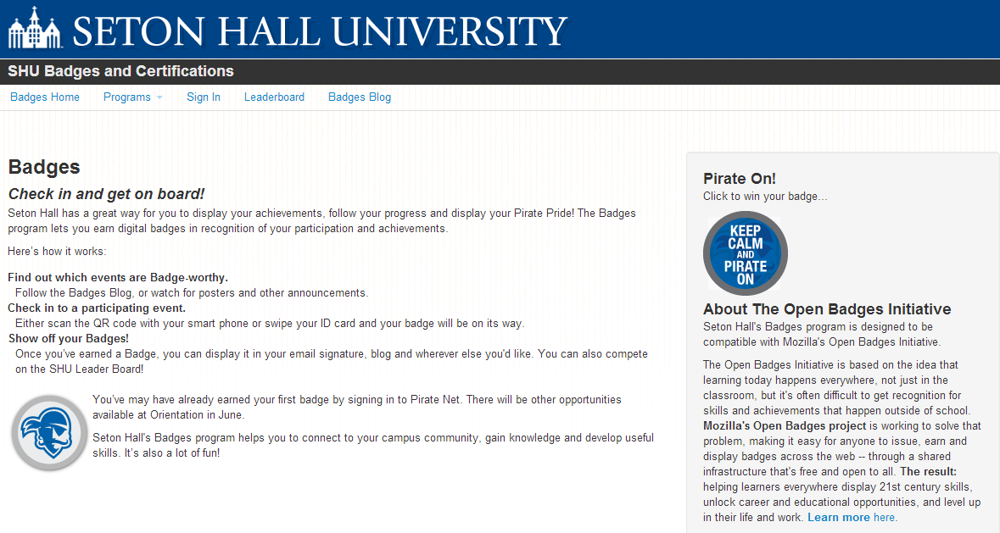 SETON HALL UNIVERSITY
SHU Badges and Certifications
Badges Home Programs Sign In Leaderboard Badges Blog
Badges
Check in and get on board!
Seton Hall has a great way for you to display your achievements, follow your progress and display your Pirate Pride! The Badges
program lets you earn digital badges in recognition of your participation and achievements.
Here's how it works:
Find out which events are Badge-worthy.
Follow the Badges Blog, or watch for posters and other announcements.
Check in to a participating event.
Either scan the QR code with your smart phone or swipe your ID card and your badge will be on its way.
Show off your Badges!
Once you've earned a Badge, you can display it in your email signature, blog and wherever else you'd like. You can also compete
on the SHU Leader Board!
You've may have already earned your first badge by signing in to Pirate Net. There will be other opportunities
available at Orientation in June.
Seton Hall's Badges program helps you to connect to your campus community, gain knowledge and develop useful
skills. It's also a lot of fun!
Pirate On!
Click to win your badge...
KEEP
CALM
AND
PIRATE
ON
About The Open Badges Initiative
Seton Hall's Badges program is designed to be
compatible with Mozilla's Open Badges Initiative.
The Open Badges Initiative is based on the idea that
learning today happens everywhere, not just in the
classroom, but it's often difficult to get recognition for
skills and achievements that happen outside of school.
Mozilla's Open Badges project is working to solve that
problem, making it easy for anyone to issue, earn and
display badges across the web -- through a shared
infrastructure that's free and open to all. The result:
helping learners everywhere display 21st century skills,
unlock career and educational opportunities, and level up
in their life and work. Learn more here.